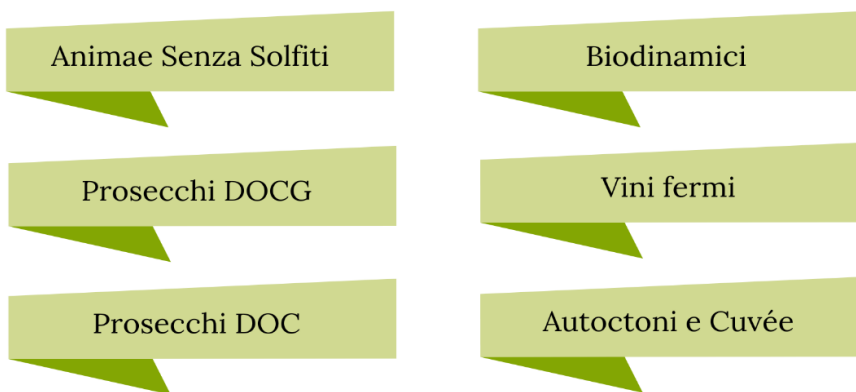 Animae Senza Solfiti
Biodinamici
Prosecchi DOCG
Vini fermi
Prosecchi DOC
Autoctoni e Cuvée